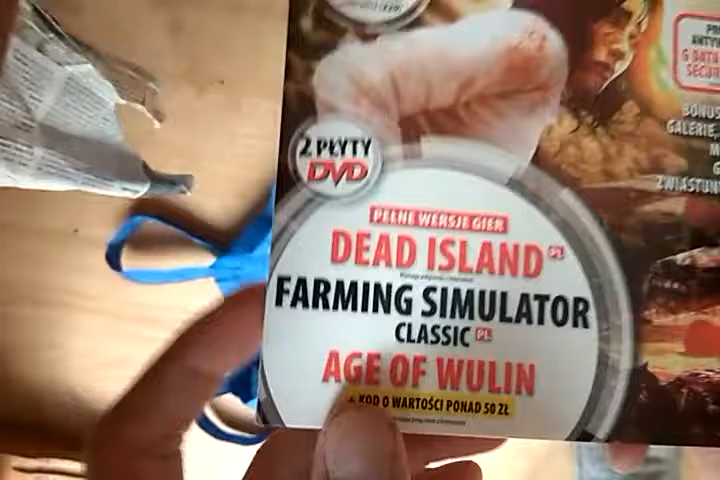 2 PŁYTY
DVD
PEŁNE WERSJE GIER
DEAD ISLAND PL
FARMING SIMULATOR
CLASSIC PL
AGE OF WULIN
+ KOD O WARTOŚCI PONAD 50 ZŁ
G DATA
BONUS
GALERIE,
ZWIASTUN